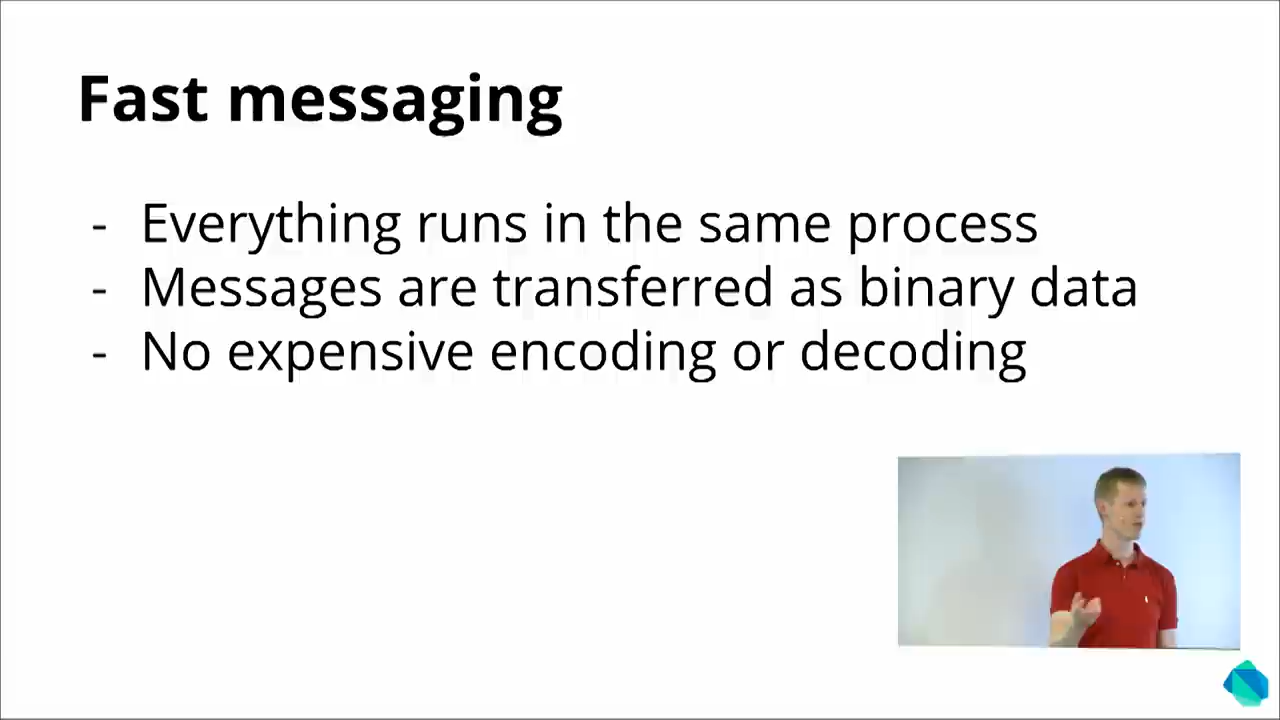 Fast messaging
- Everything runs in the same process
- Messages are transferred as binary data
- No expensive encoding or decoding